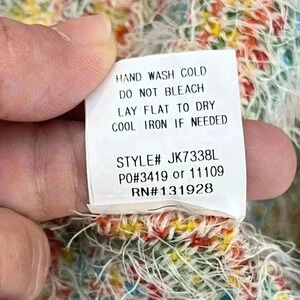 HAND WASH COLD
DO NOT BLEACH
LAY FLAT TO DRY
COOL IRON IF NEEDED
STYLE# JK7338L
PO#3419 or 11109
RN#131928